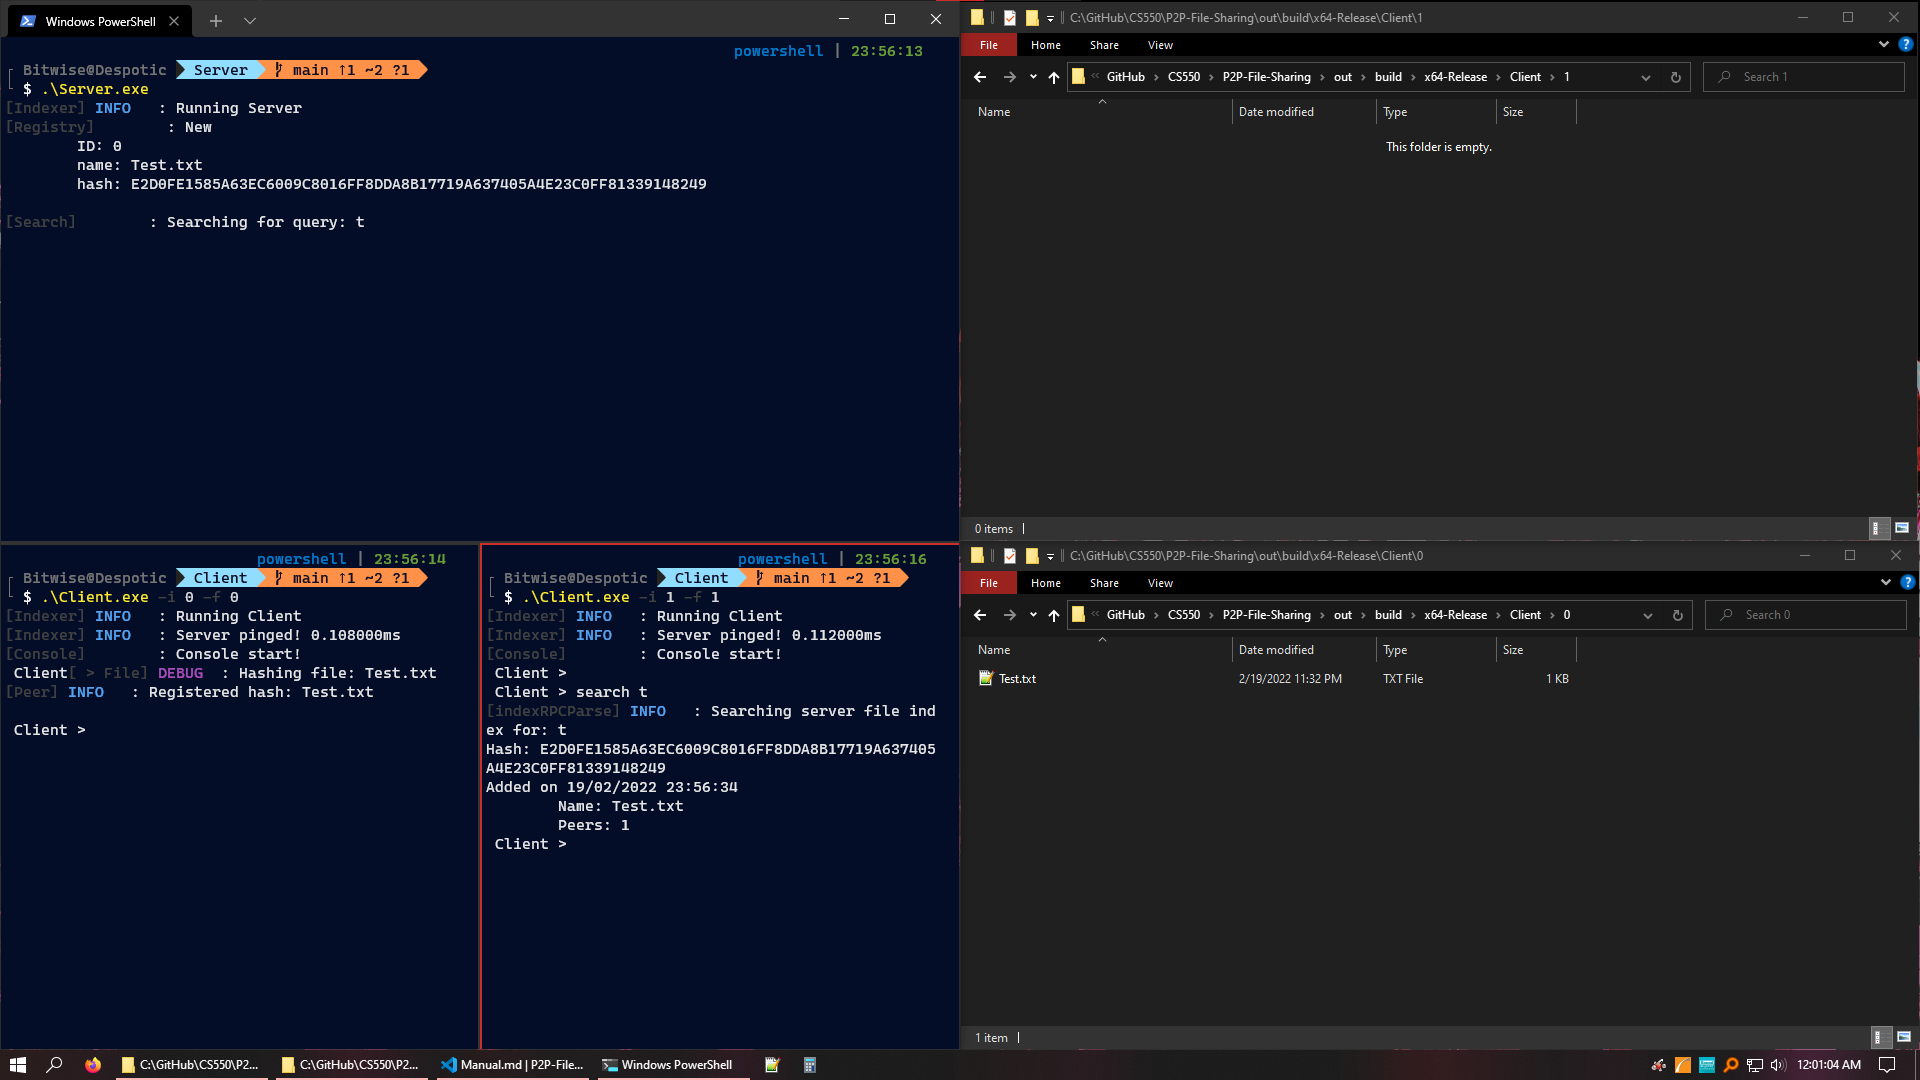 Windows PowerShell
powershell | 23:56:13
Bitwise@Despotic Server main ↑1 ~2 ?1
$ .\Server.exe
[Indexer] INFO : Running Server
[Registry] : New
ID: 0
name: Test.txt
hash: E2D0FE1585A63EC6009C8016FF8DDA8B17719A637405A4E23C0FF81339148249
[Search] : Searching for query: t
powershell | 23:56:14
Bitwise@Despotic Client main ↑1 ~2 ?1
$ .\Client.exe -i 0 -f 0
[Indexer] INFO : Running Client
[Indexer] INFO : Server pinged! 0.108000ms
[Console] : Console start!
Client[ > File] DEBUG : Hashing file: Test.txt
[Peer] INFO : Registered hash: Test.txt
Client >
powershell | 23:56:16
Bitwise@Despotic Client main ↑1 ~2 ?1
$ .\Client.exe -i 1 -f 1
[Indexer] INFO : Running Client
[Indexer] INFO : Server pinged! 0.112000ms
[Console] : Console start!
Client >
Client > search t
[indexRPCParse] INFO : Searching server file ind
ex for: t
Hash: E2D0FE1585A63EC6009C8016FF8DDA8B17719A637405
A4E23C0FF81339148249
Added on 19/02/2022 23:56:34
Name: Test.txt
Peers: 1
Client >
C:\GitHub\CS550\P2P-File-Sharing\out\build\x64-Release\Client\1
File Home Share View
GitHub > CS550 > P2P-File-Sharing > out > build > x64-Release > Client > 1
Search 1
Name Date modified Type Size
This folder is empty.
0 items
C:\GitHub\CS550\P2P-File-Sharing\out\build\x64-Release\Client\0
File Home Share View
GitHub > CS550 > P2P-File-Sharing > out > build > x64-Release > Client > 0
Search 0
Name Date modified Type Size
Test.txt 2/19/2022 11:32 PM TXT File 1 KB
1 item
C:\GitHub\CS550\P2... C:\GitHub\CS550\P2... Manual.md | P2P-File... Windows PowerShell 12:01:04 AM